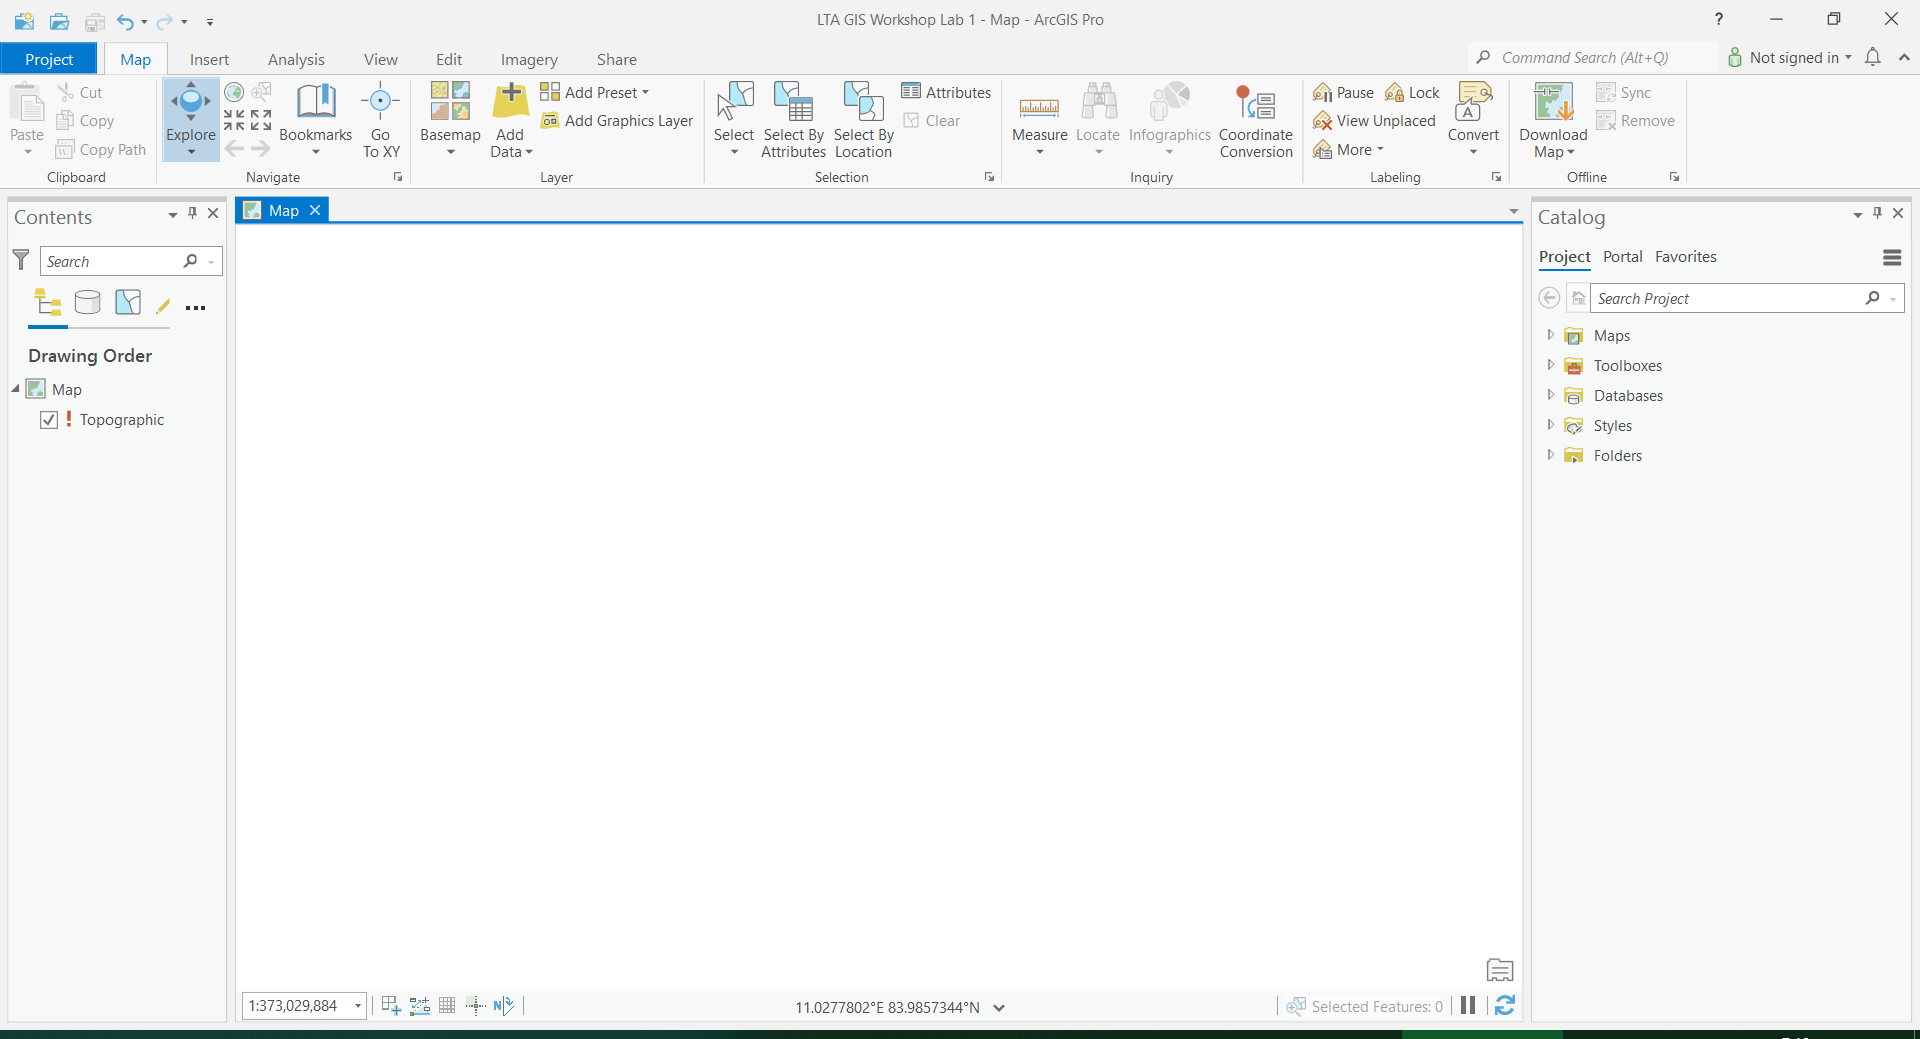 LTA GIS Workshop Lab 1 - Map - ArcGIS Pro
?
Project
Map
Insert
Analysis
View
Edit
Imagery
Share
Command Search (Alt+Q)
Not signed in
Paste
Cut
Copy
Copy Path
Clipboard
Explore
Bookmarks
Go
To XY
Navigate
Basemap
Add
Data
Add Preset
Add Graphics Layer
Layer
Select
Select By
Attributes
Select By
Location
Attributes
Clear
Selection
Measure
Locate
Infographics
Coordinate
Conversion
Inquiry
Pause
Lock
View Unplaced
More
Convert
Labeling
Download
Map
Sync
Remove
Offline
Contents
Search
Drawing Order
Map
! Topographic
Map
1:373,029,884
N
11.0277802°E 83.9857344°N
Selected Features: 0
Catalog
Project
Portal
Favorites
Search Project
Maps
Toolboxes
Databases
Styles
Folders